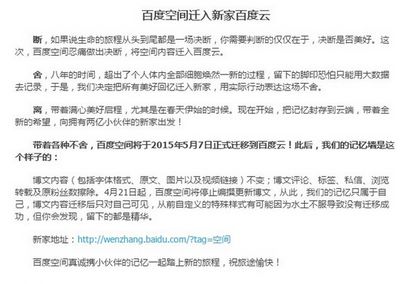 百度空间迁入新家百度云
断，如果说生命的旅程从头到尾都是一场决断，你需要判断的仅仅在于，决断是否美好。这
次，百度空间忍痛做出决断，将空间内容迁入百度云。
舍，八年的时间，超出了个人体内全部细胞焕然一新的过程，留下的脚印恐怕只能用大数据
去记录，于是，我们决定把所有美好回忆迁入新家，用实际行动表达这场不舍。
离，带着满心美好启程，尤其是在春天伊始的时候。现在开始，把记忆封存到云端，带着全
新的希望，向拥有两亿小伙伴的新家出发！
带着各种不舍，百度空间将于2015年5月7日正式迁移到百度云！此后，我们的记忆墙是这
个样子的：
博文内容（包括字体格式、原文、图片以及视频链接）不变；博文评论、标签、私信、浏览
转载及原粉丝数擦除。4月21日起，百度空间将停止编撰更新博文，从此，我们的记忆只属于自
己，博文内容迁移后只对自己可见，从前自定义的特殊样式有可能因为水土不服导致没有迁移成
功，但你会发现，留下的都是精华。
新家地址：http://wenzhang.baidu.com/?tag=空间
百度空间真诚携小伙伴的记忆一起踏上新的旅程，祝旅途愉快！